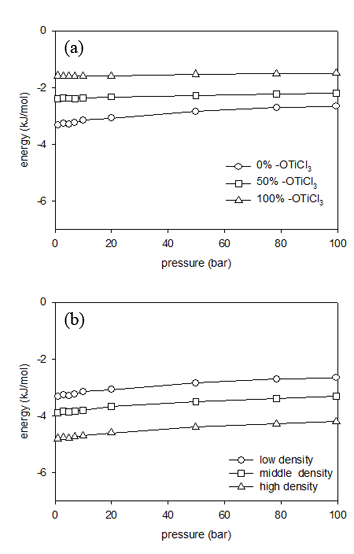 0
(a)
-2
energy (kJ/mol)
-4
0% -OTiCl3
50% -OTiCl3
100% -OTiCl3
-6
0 20 40 60 80 100
pressure (bar)
0
(b)
-2
energy (kJ/mol)
-4
low density
middle density
high density
-6
0 20 40 60 80 100
pressure (bar)